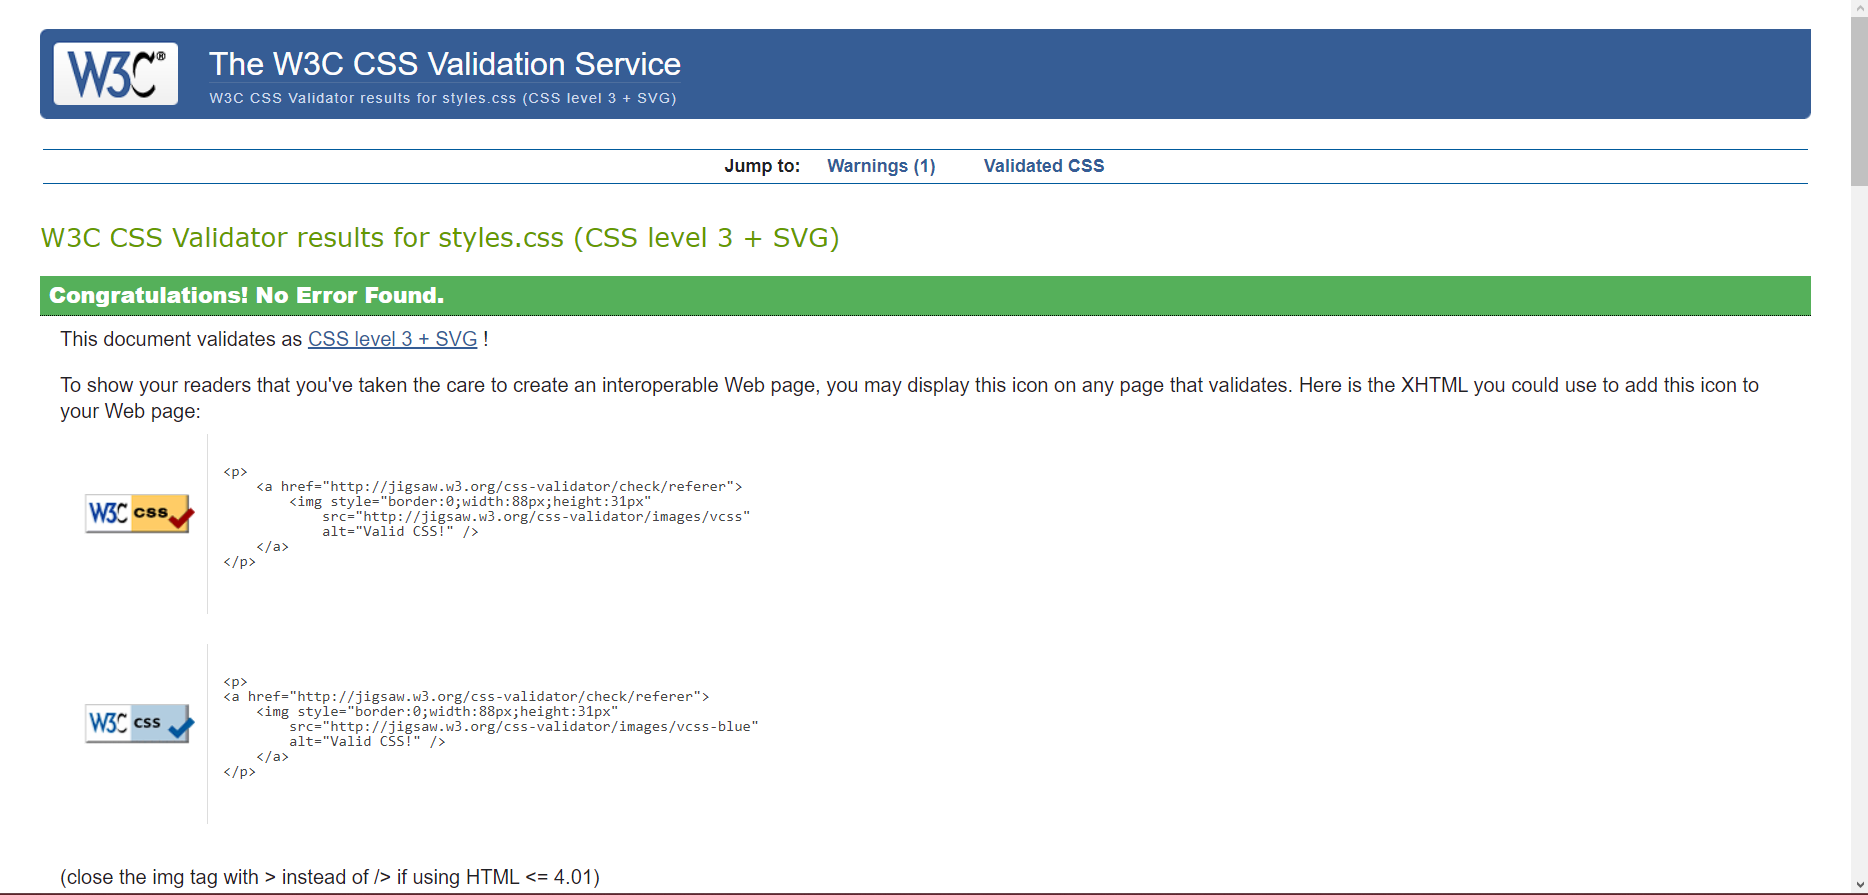 W3C®
The W3C CSS Validation Service
W3C CSS Validator results for styles.css (CSS level 3 + SVG)
Jump to: Warnings (1) Validated CSS
W3C CSS Validator results for styles.css (CSS level 3 + SVG)
Congratulations! No Error Found.
This document validates as CSS level 3 + SVG !
To show your readers that you've taken the care to create an interoperable Web page, you may display this icon on any page that validates. Here is the XHTML you could use to add this icon to
your Web page:
W3C css
<p>
<a href="http://jigsaw.w3.org/css-validator/check/referer">
<img style="border:0;width:88px;height:31px"
src="http://jigsaw.w3.org/css-validator/images/vcss"
alt="Valid CSS!" />
</a>
</p>
W3C css
<p>
<a href="http://jigsaw.w3.org/css-validator/check/referer">
<img style="border:0;width:88px;height:31px"
src="http://jigsaw.w3.org/css-validator/images/vcss-blue"
alt="Valid CSS!" />
</a>
</p>
(close the img tag with > instead of /> if using HTML <= 4.01)